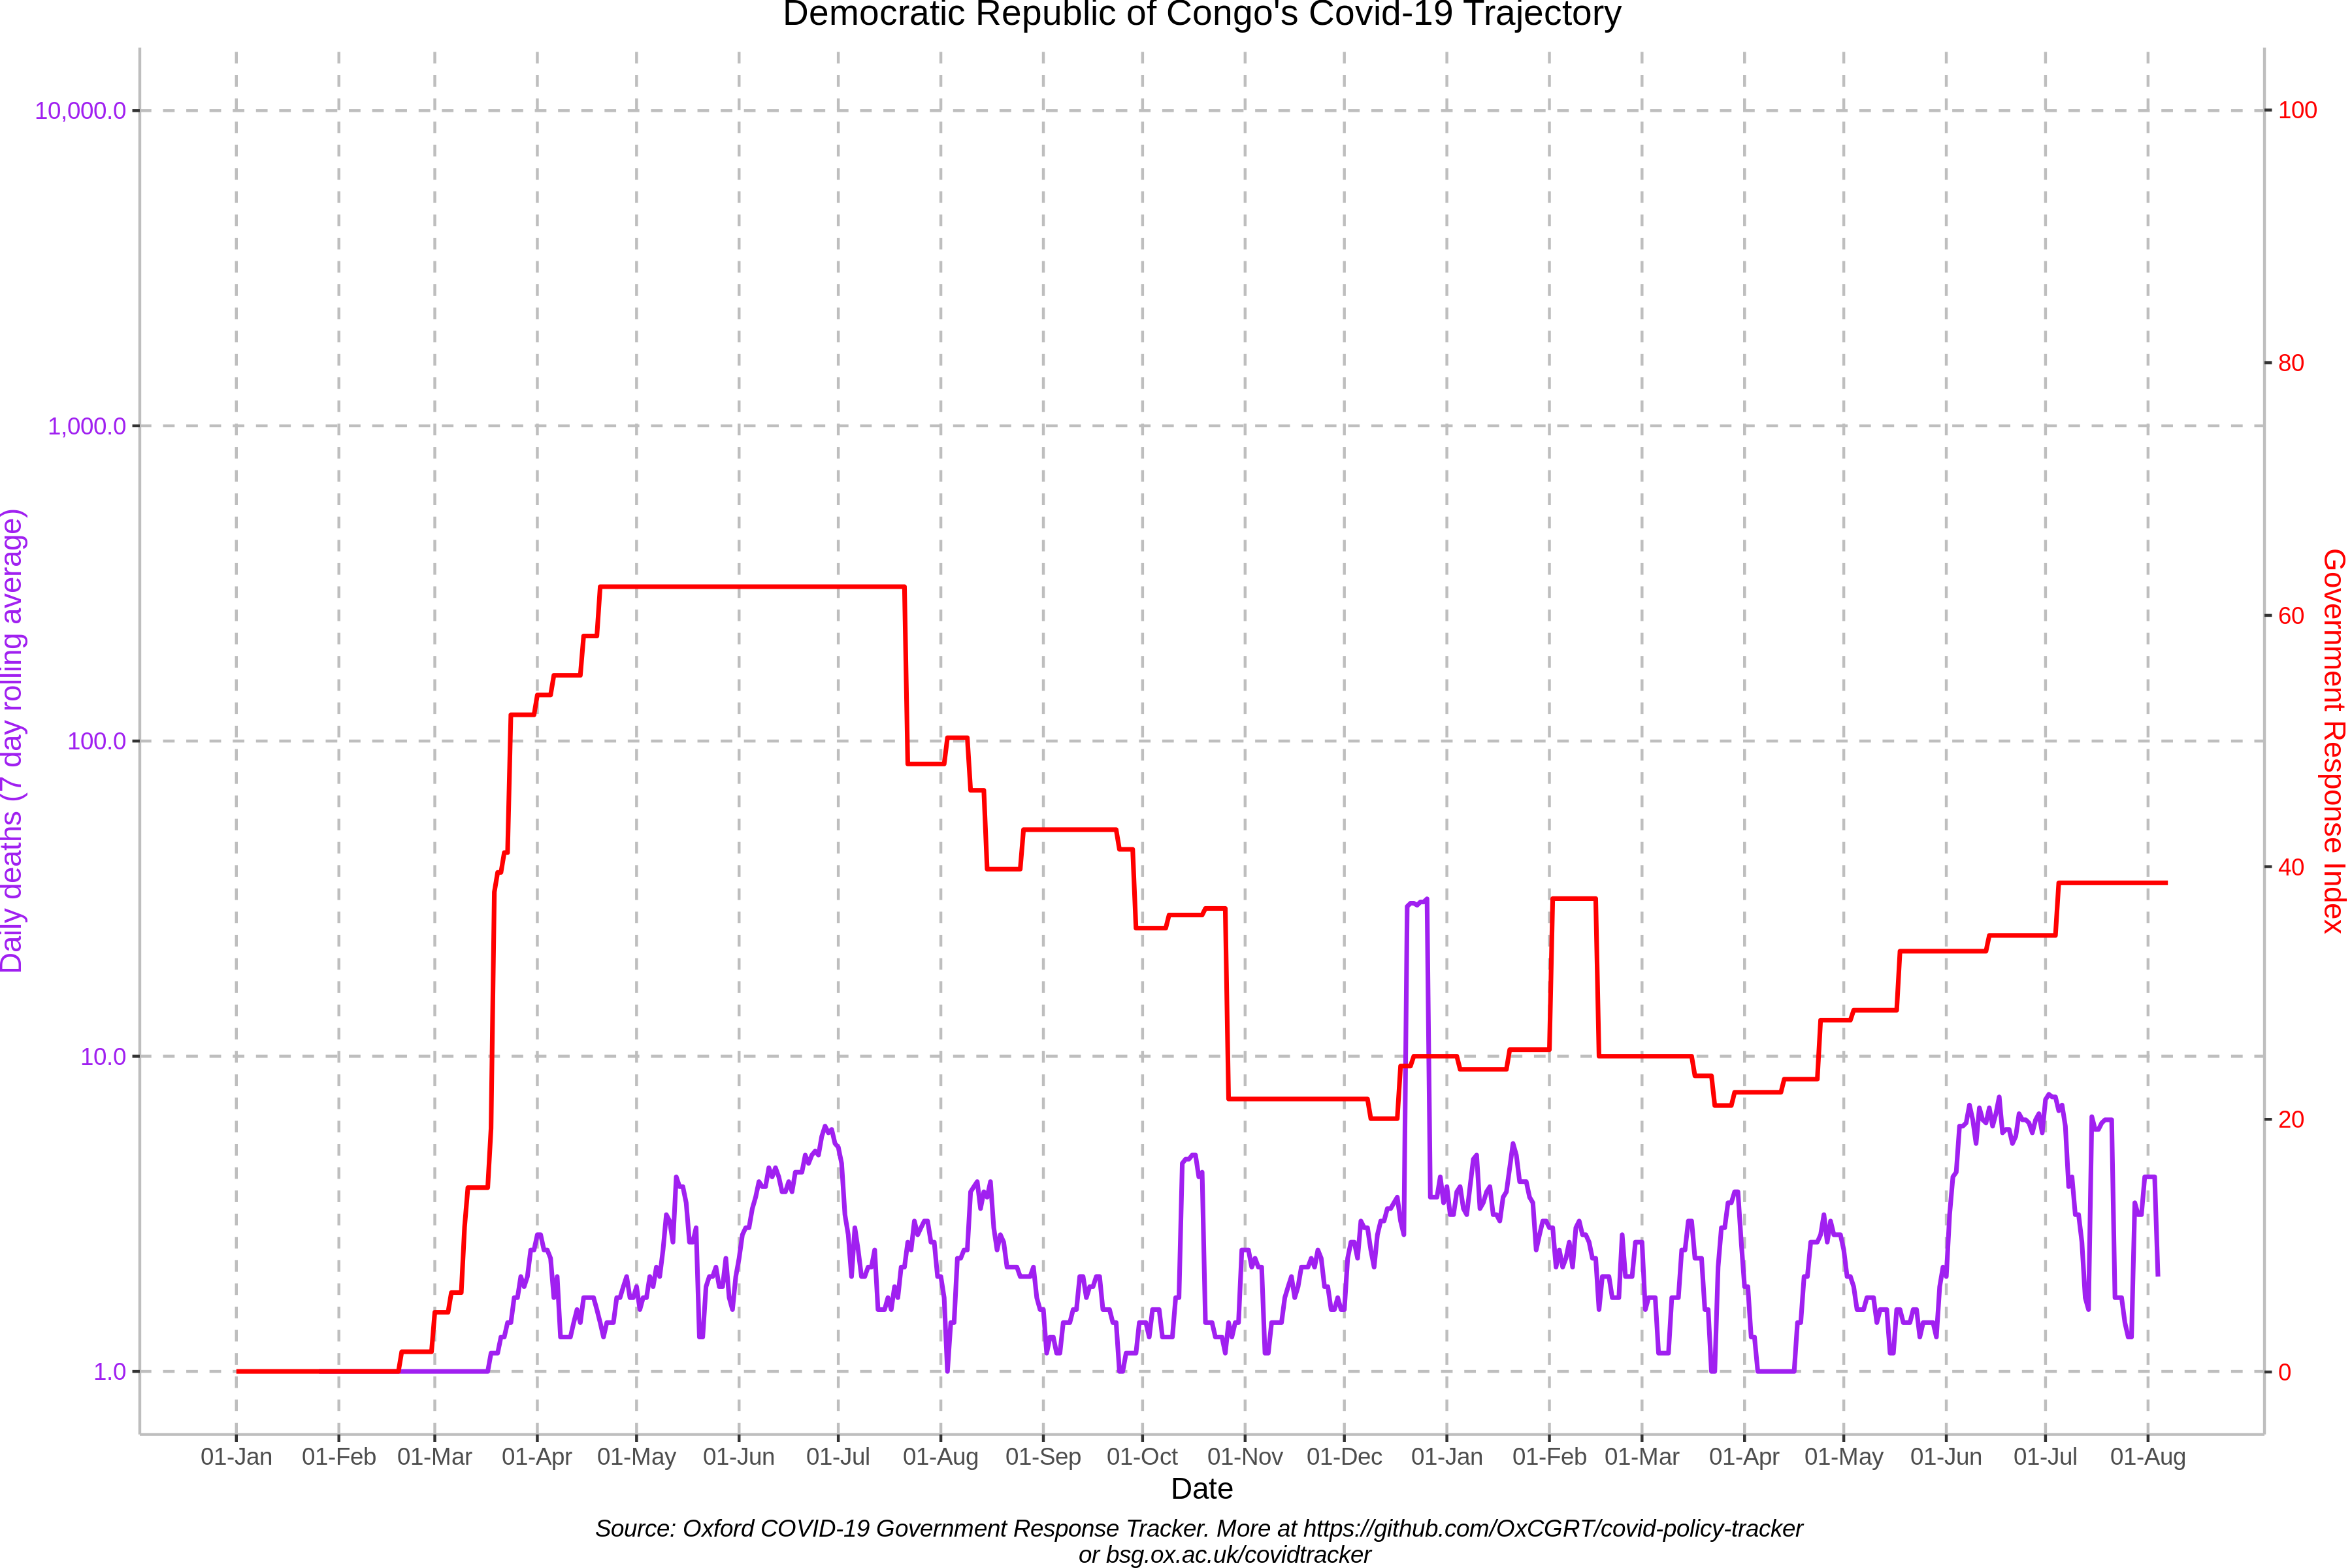 Democratic Republic of Congo's Covid-19 Trajectory
10,000.0
1,000.0
100.0
10.0
1.0
Daily deaths (7 day rolling average)
100
80
60
40
20
0
Government Response Index
01-Jan 01-Feb 01-Mar 01-Apr 01-May 01-Jun 01-Jul 01-Aug 01-Sep 01-Oct 01-Nov 01-Dec 01-Jan 01-Feb 01-Mar 01-Apr 01-May 01-Jun 01-Jul 01-Aug
Date
Source: Oxford COVID-19 Government Response Tracker. More at https://github.com/OxCGRT/covid-policy-tracker
or bsg.ox.ac.uk/covidtracker